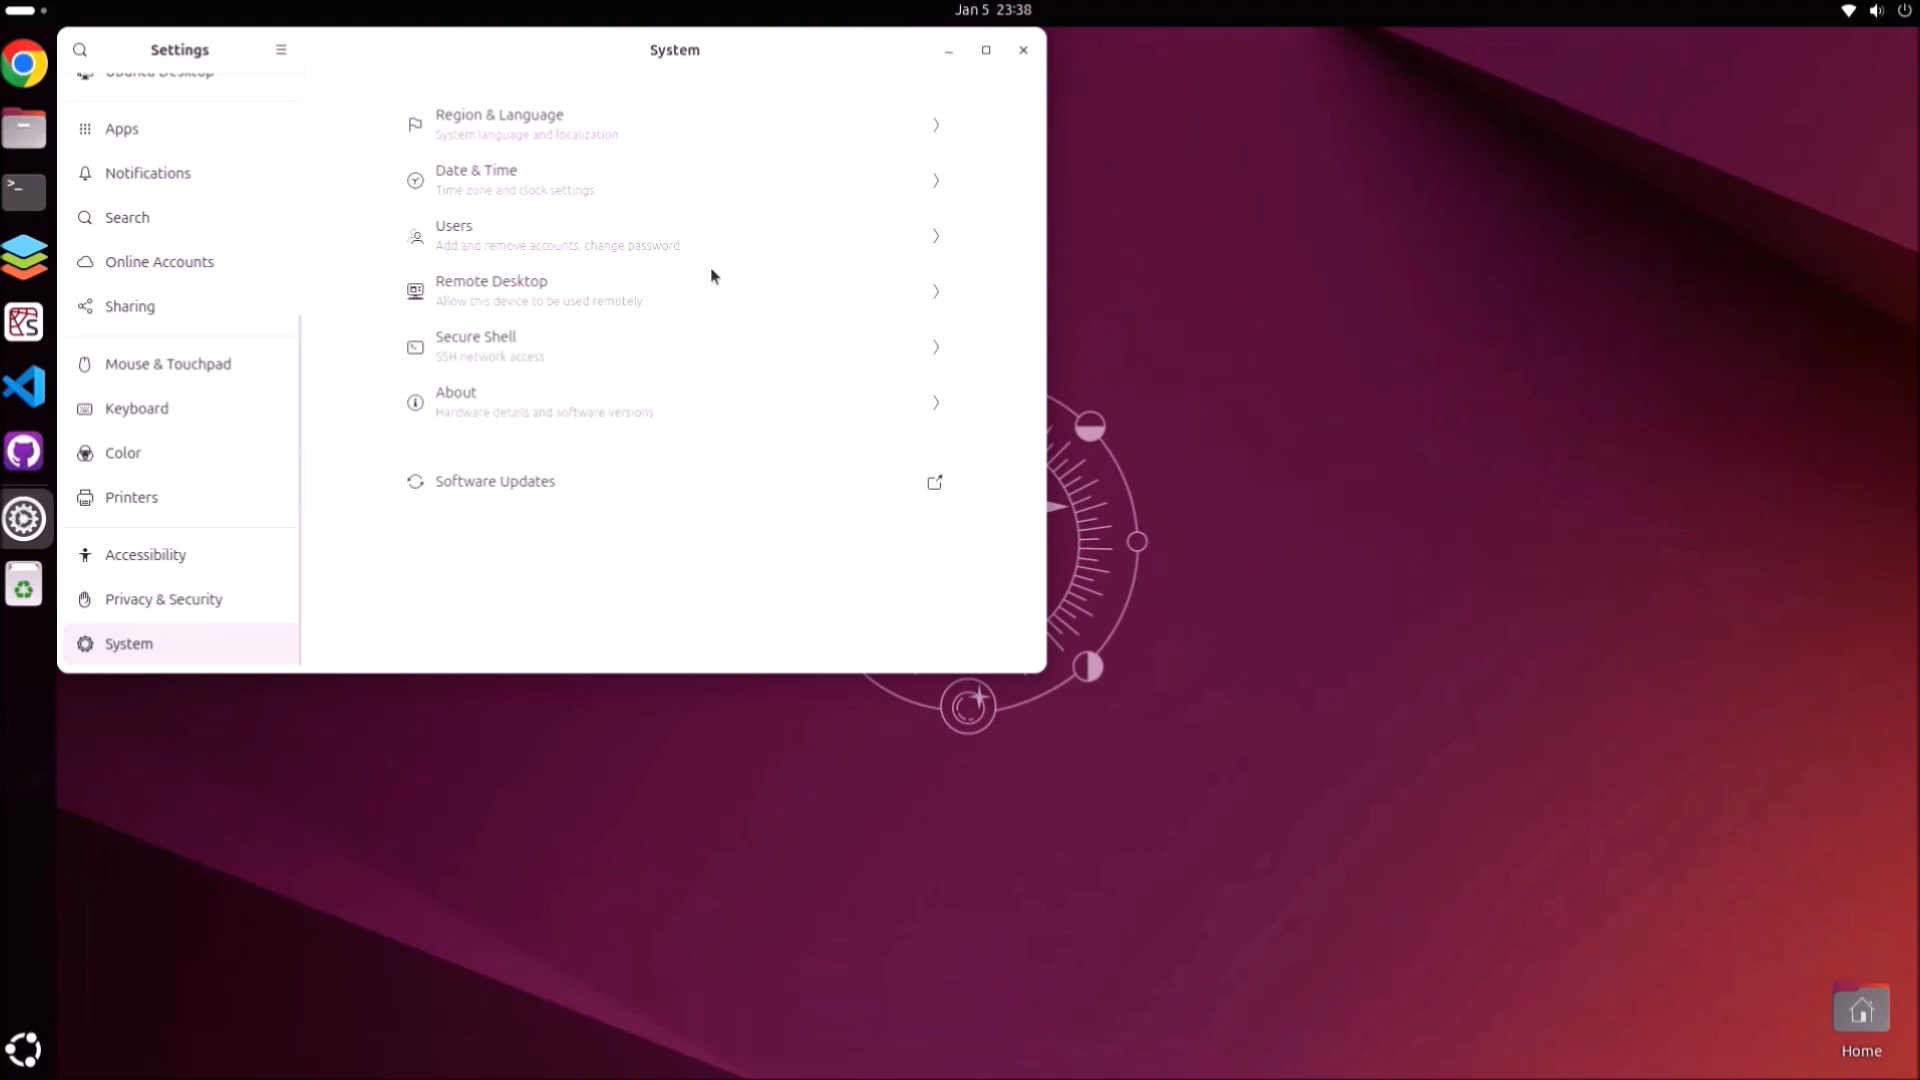 Jan 5 23:38
Settings
System
Ubuntu Desktop
Apps
Notifications
Search
Online Accounts
Sharing
Mouse & Touchpad
Keyboard
Color
Printers
Accessibility
Privacy & Security
System
Region & Language
System language and localization
Date & Time
Time zone and clock settings
Users
Add and remove accounts, change password
Remote Desktop
Allow this device to be used remotely
Secure Shell
SSH network access
About
Hardware details and software versions
Software Updates
Home